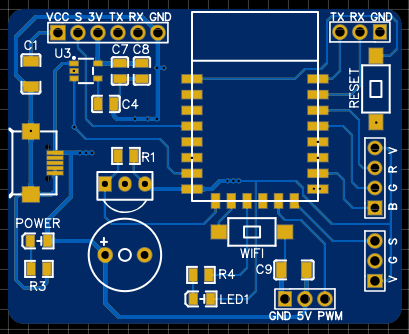 VCC S 3V TX RX GND
TX RX GND
C1
U3
C7 C8
RESET
C4
R1
V
R
G
B
POWER
+
WIFI
S
G
V
R3
R4
C9
LED1
GND 5V PWM